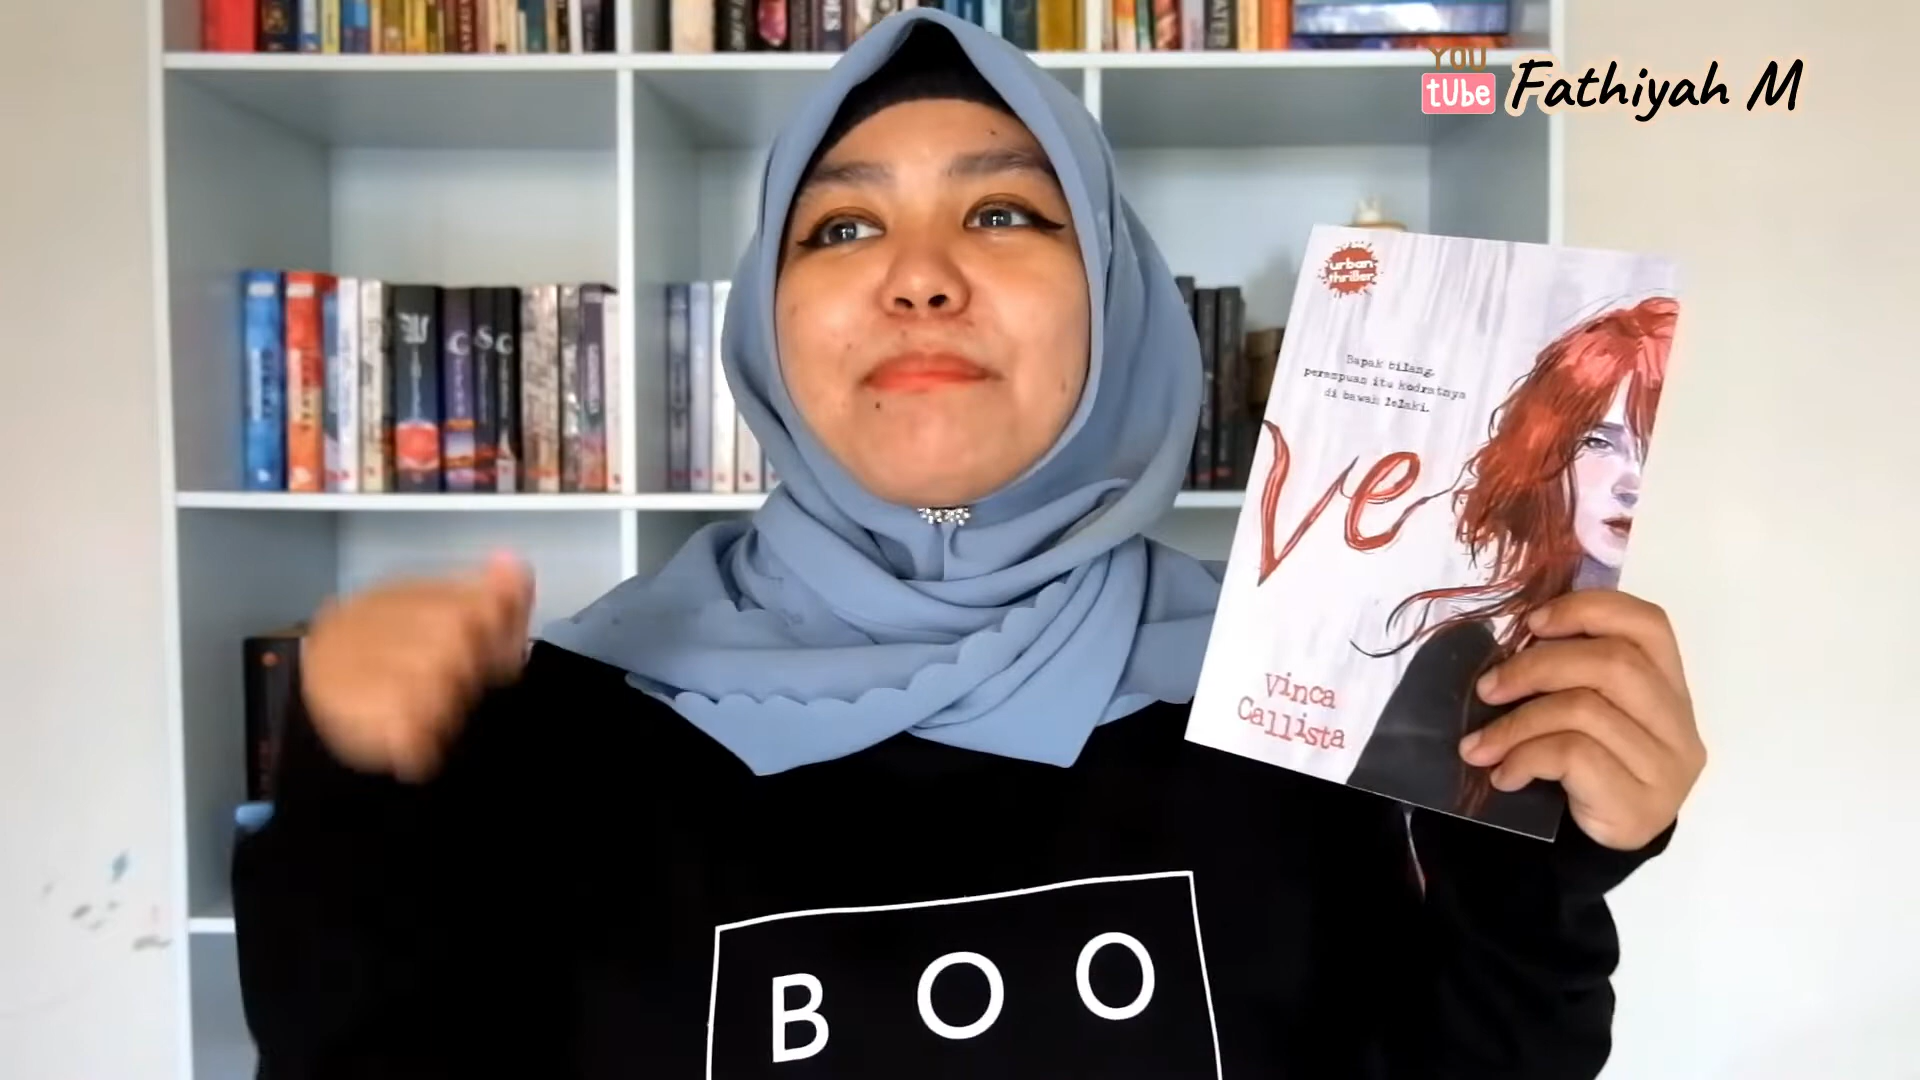 YOU
tube
Fathiyah M
urban
thriller
Bapak bilang,
perempuan itu kodratnya
di bawah lelaki.
Ve
Vinca
Callista
BOO